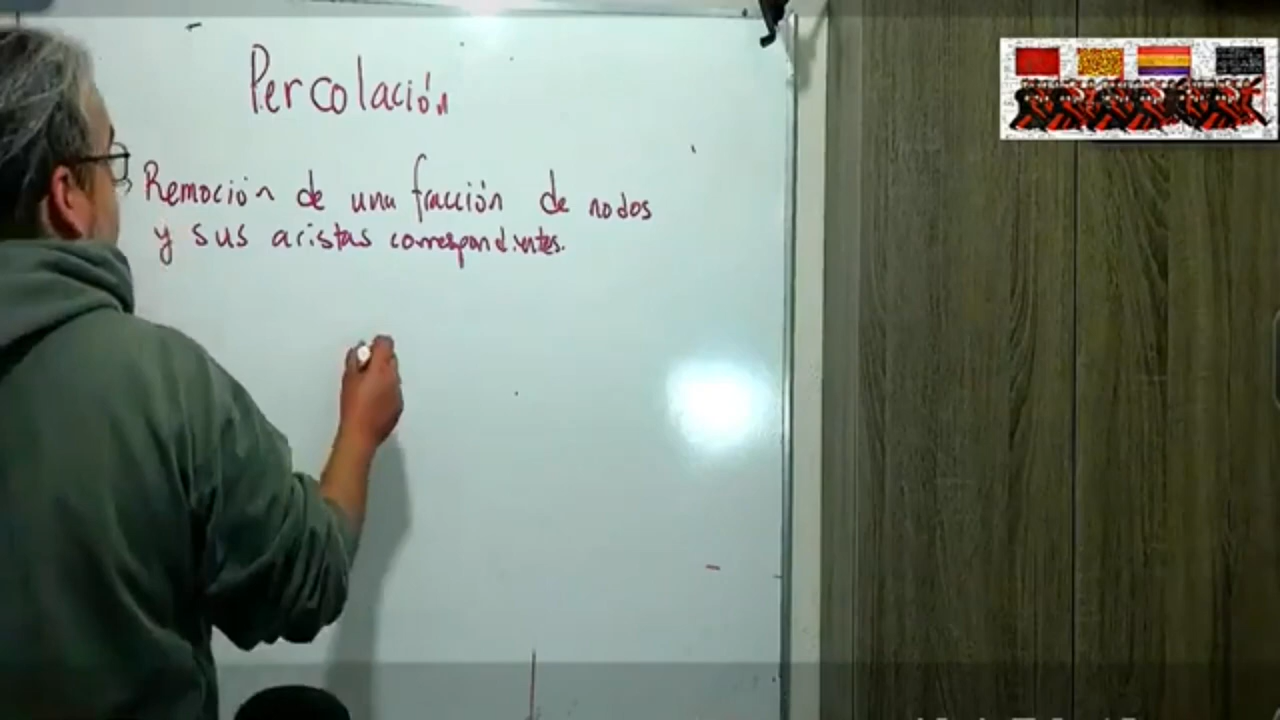 Percolación
Remoción de una fracción de nodos
y sus aristas correspondientes.